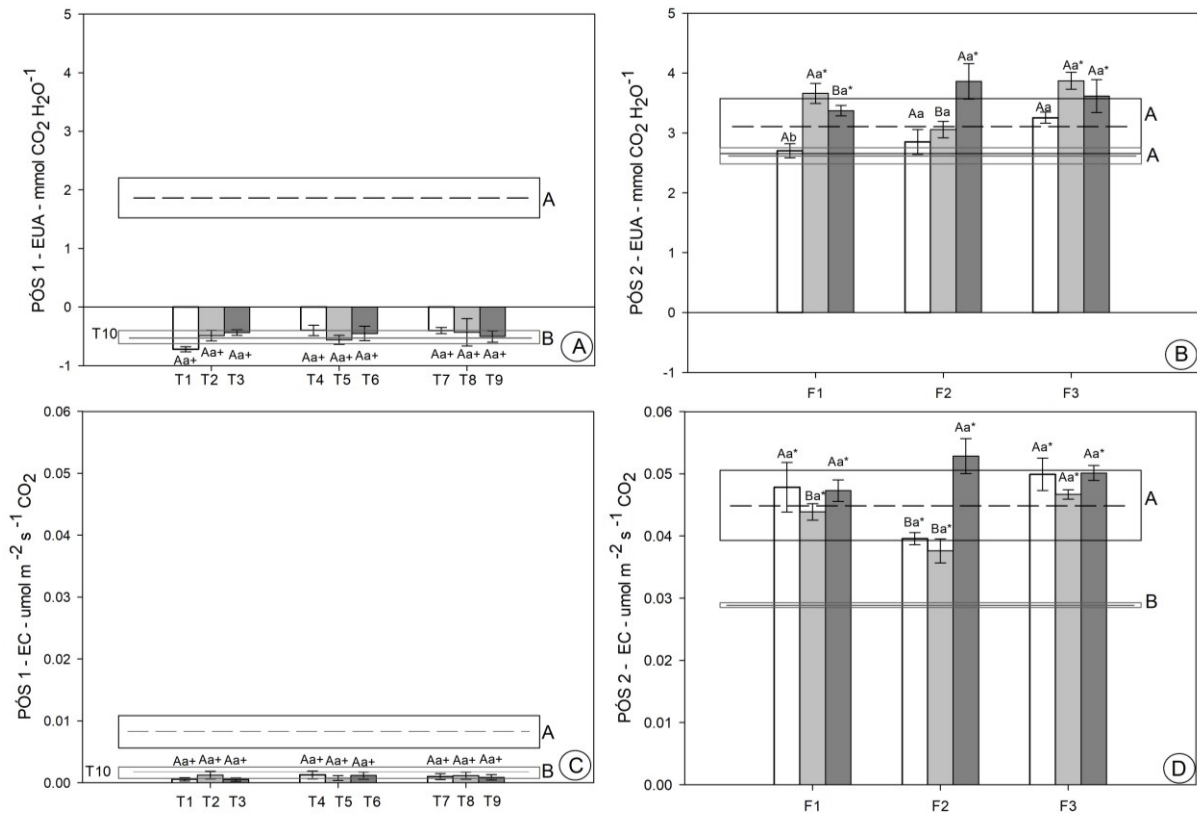 PÓS 1 - EUA - mmol CO2 H2O-1
5
4
3
2
1
0
-1
A
T10
B
Aa+ Aa+ Aa+ Aa+ Aa+ Aa+ Aa+ Aa+ Aa+
T1 T2 T3 T4 T5 T6 T7 T8 T9
A
PÓS 2 - EUA - mmol CO2 H2O-1
5
4
3
2
1
0
-1
Ab Aa* Ba* Aa Ba Aa* Aa Aa* Aa*
A
A
F1 F2 F3
B
PÓS 1 - EC - umol m-2 s-1 CO2
0.06
0.05
0.04
0.03
0.02
0.01
0.00
A
T10
B
Aa+ Aa+ Aa+ Aa+ Aa+ Aa+ Aa+ Aa+ Aa+
T1 T2 T3 T4 T5 T6 T7 T8 T9
C
PÓS 2 - EC - umol m-2 s-1 CO2
0.06
0.05
0.04
0.03
0.02
0.01
0.00
Aa* Ba* Aa* Ba* Ba* Aa* Aa* Aa* Aa*
A
B
F1 F2 F3
D